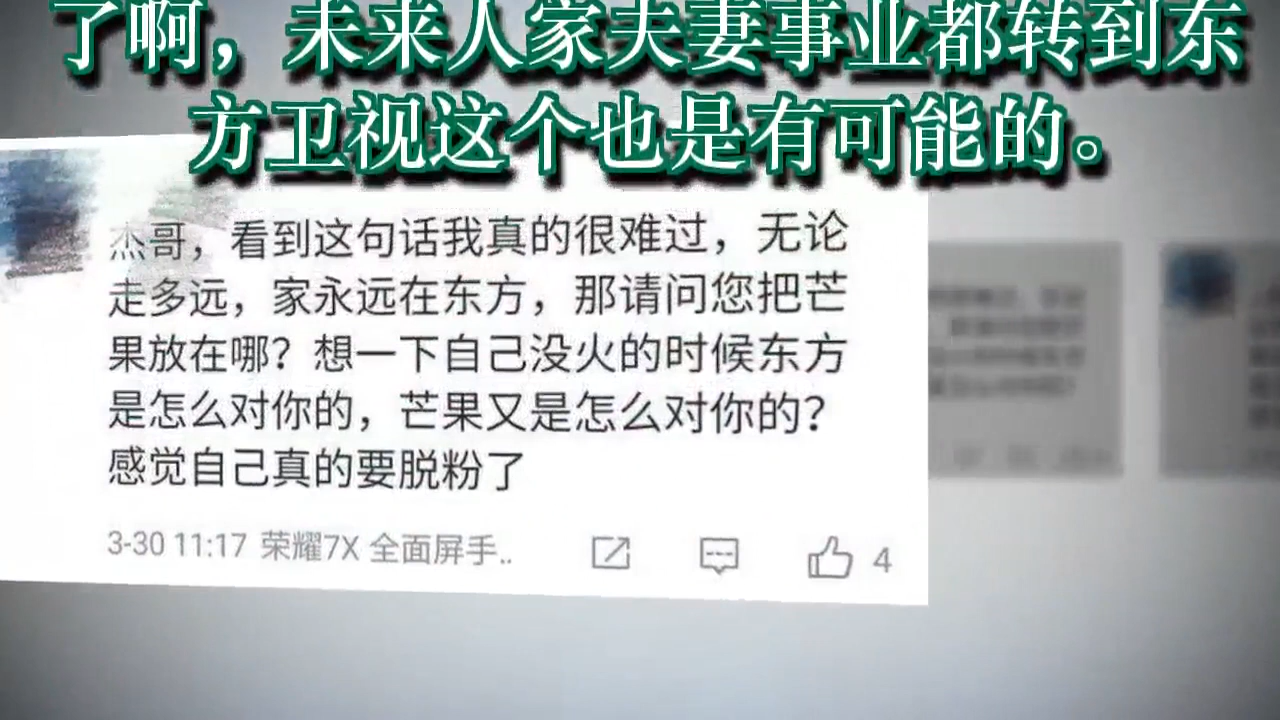 了啊，未来人家夫妻事业都转到东
方卫视这个也是有可能的。
杰哥，看到这句话我真的很难过，无论
走多远，家永远在东方，那请问您把芒
果放在哪？想一下自己没火的时候东方
是怎么对你的，芒果又是怎么对你的？
感觉自己真的要脱粉了
3-30 11:17 荣耀7X 全面屏手..
4